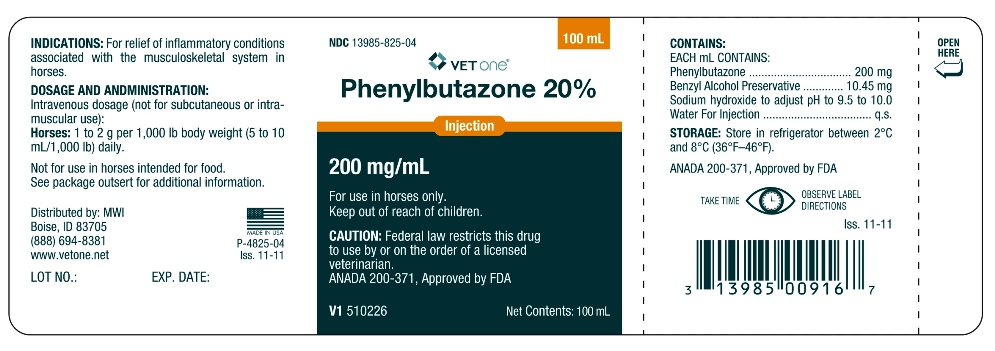 INDICATIONS: For relief of inflammatory conditions
associated with the musculoskeletal system in
horses.
DOSAGE AND ANDMINISTRATION:
Intravenous dosage (not for subcutaneous or intra-
muscular use):
Horses: 1 to 2 g per 1,000 lb body weight (5 to 10
mL/1,000 lb) daily.
Not for use in horses intended for food.
See package outsert for additional information.
Distributed by: MWI
Boise, ID 83705
(888) 694-8381
www.vetone.net
MADE IN USA
P-4825-04
Iss. 11-11
LOT NO.: EXP. DATE:
NDC 13985-825-04
100 mL
VET one®
Phenylbutazone 20%
Injection
200 mg/mL
For use in horses only.
Keep out of reach of children.
CAUTION: Federal law restricts this drug
to use by or on the order of a licensed
veterinarian.
ANADA 200-371, Approved by FDA
V1 510226 Net Contents: 100 mL
CONTAINS:
EACH mL CONTAINS:
Phenylbutazone ................................ 200 mg
Benzyl Alcohol Preservative ............. 10.45 mg
Sodium hydroxide to adjust pH to 9.5 to 10.0
Water For Injection .................................. q.s.
STORAGE: Store in refrigerator between 2°C
and 8°C (36°F–46°F).
ANADA 200-371, Approved by FDA
TAKE TIME
OBSERVE LABEL
DIRECTIONS
Iss. 11-11
3 13985 00916 7
OPEN
HERE